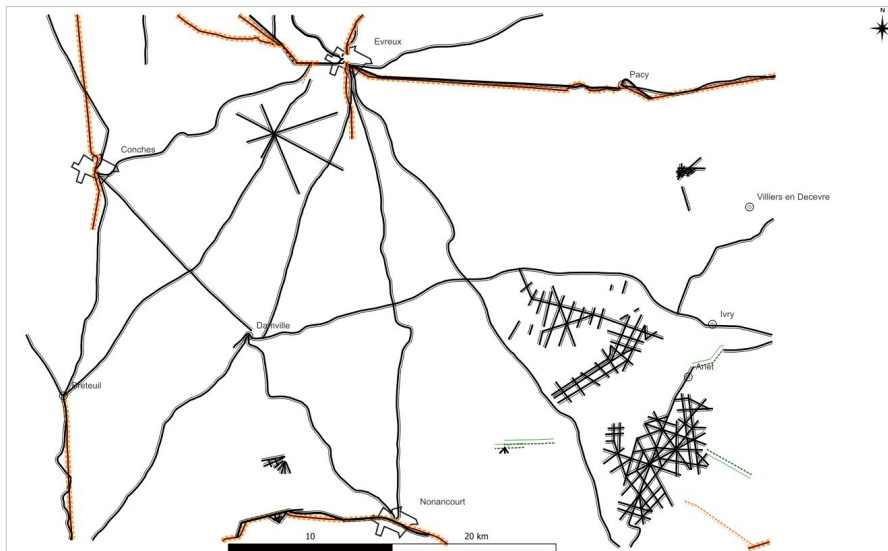 N
Evreux
Pacy
Conches
Villiers en Decevre
Ivry
Damville
Anet
Breteuil
Nonancourt
10
20 km